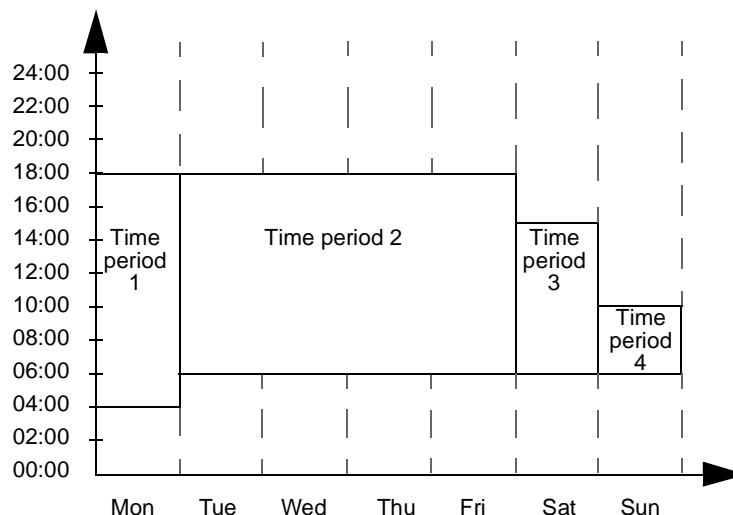 24:00
22:00
20:00
18:00
16:00
14:00
12:00
10:00
08:00
06:00
04:00
02:00
00:00
Time
period
1
Time period 2
Time
period
3
Time
period
4
Mon Tue Wed Thu Fri Sat Sun